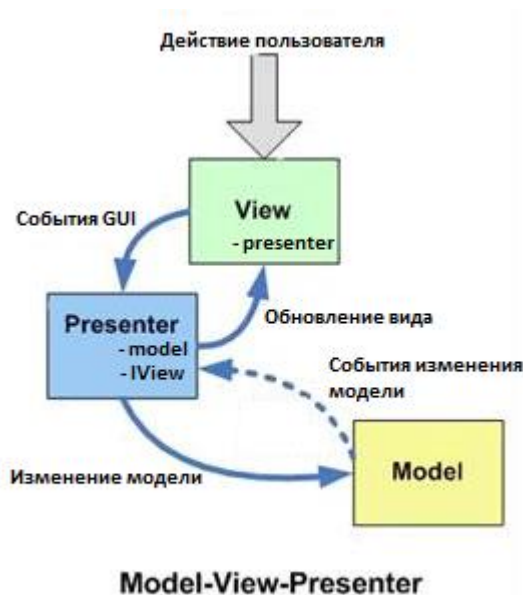 Действие пользователя
View
- presenter
События GUI
Presenter
- model
- IView
Обновление вида
События изменения
модели
Изменение модели
Model
Model-View-Presenter